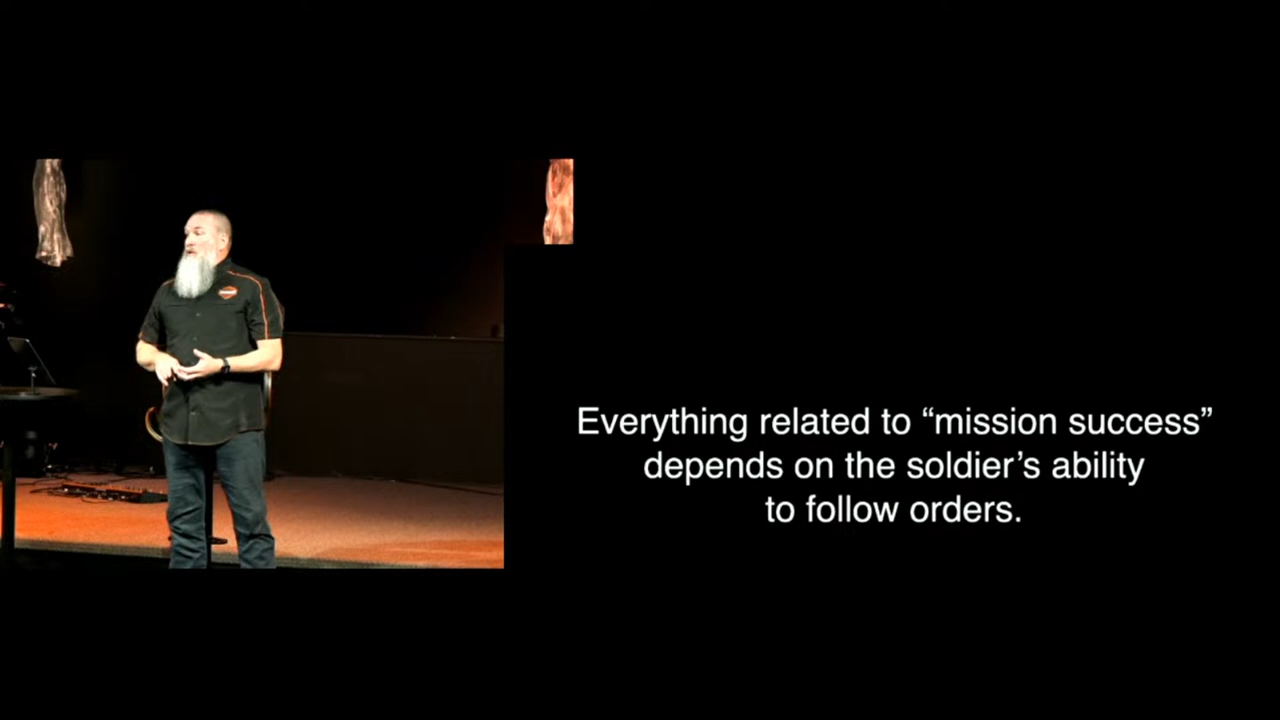 Everything related to “mission success”
depends on the soldier’s ability
to follow orders.